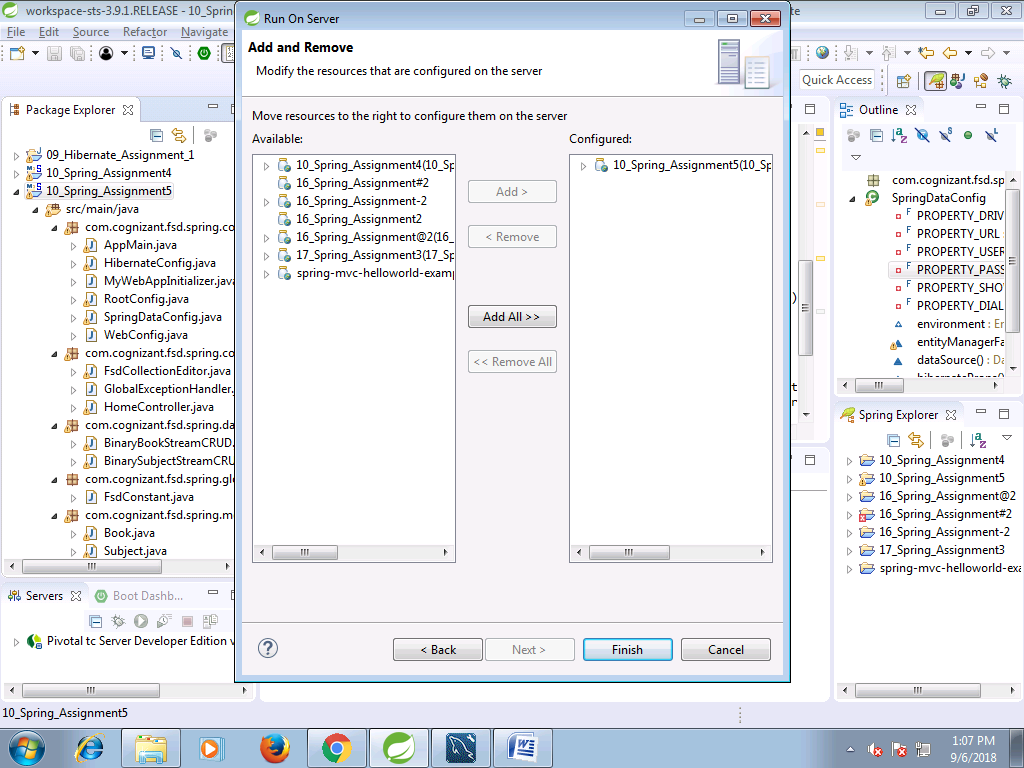 workspace-sts-3.9.1.RELEASE - 10_Sprin
Run On Server
File Edit Source Refactor Navigate
Add and Remove
Modify the resources that are configured on the server
Quick Access
Package Explorer
Outline
Move resources to the right to configure them on the server
Available:
Configured:
09_Hibernate_Assignment_1
10_Spring_Assignment4
10_Spring_Assignment5
src/main/java
com.cognizant.fsd.spring.co
AppMain.java
HibernateConfig.java
MyWebAppInitializer.java
RootConfig.java
SpringDataConfig.java
WebConfig.java
com.cognizant.fsd.spring.co
FsdCollectionEditor.java
GlobalExceptionHandler.
HomeController.java
com.cognizant.fsd.spring.da
BinaryBookStreamCRUD.
BinarySubjectStreamCRU
com.cognizant.fsd.spring.gl
FsdConstant.java
com.cognizant.fsd.spring.m
Book.java
Subject.java
10_Spring_Assignment4(10_Sp
16_Spring_Assignment#2
16_Spring_Assignment-2
16_Spring_Assignment2
16_Spring_Assignment@2(16_
17_Spring_Assignment3(17_Sp
spring-mvc-helloworld-examp
Add >
< Remove
Add All >>
<< Remove All
10_Spring_Assignment5(10_Sp
com.cognizant.fsd.sp
SpringDataConfig
PROPERTY_DRIV
PROPERTY_URL :
PROPERTY_USER
PROPERTY_PASS
PROPERTY_SHO
PROPERTY_DIAL
environment : En
entityManagerFa
dataSource() : Da
Spring Explorer
10_Spring_Assignment4
10_Spring_Assignment5
16_Spring_Assignment@2
16_Spring_Assignment#2
16_Spring_Assignment-2
17_Spring_Assignment3
spring-mvc-helloworld-exa
Servers
Boot Dashb...
Pivotal tc Server Developer Edition v
< Back
Next >
Finish
Cancel
10_Spring_Assignment5
1:07 PM
9/6/2018